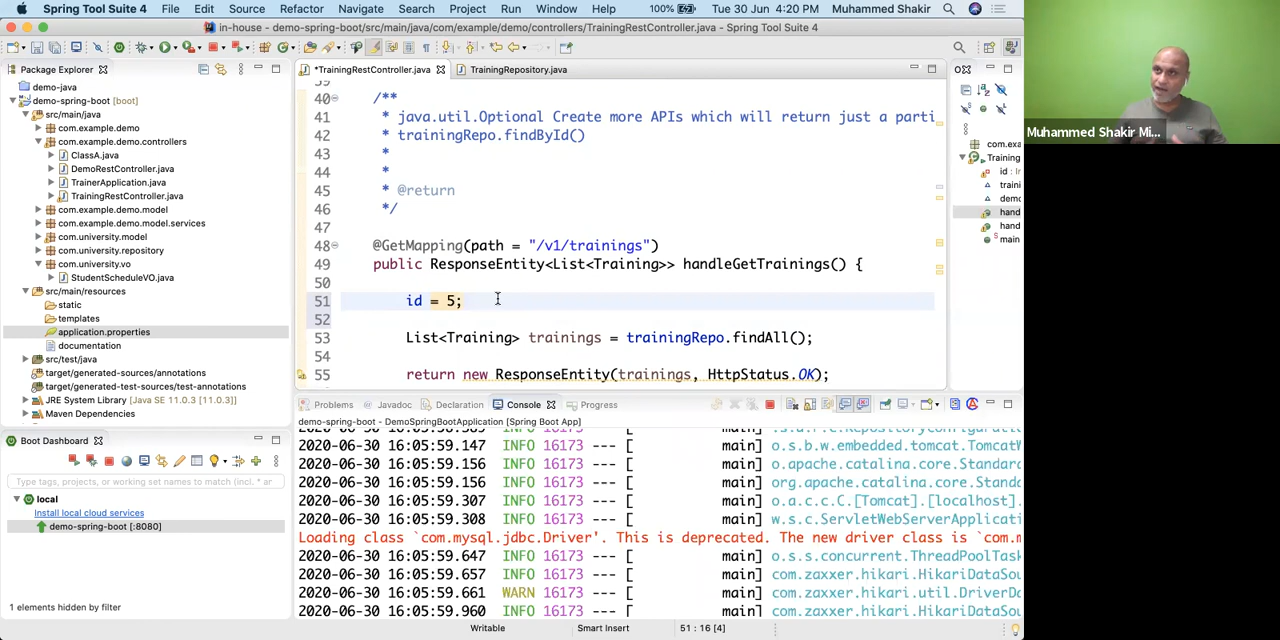 Spring Tool Suite 4 File Edit Source Refactor Navigate Search Project Run Window Help 100% Tue 30 Jun 4:20 PM Muhammed Shakir
in-house - demo-spring-boot/src/main/java/com/example/demo/controllers/TrainingRestController.java - Spring Tool Suite 4
Package Explorer
demo-java
demo-spring-boot [boot]
src/main/java
com.example.demo
com.example.demo.controllers
ClassA.java
DemoRestController.java
TrainerApplication.java
TrainingRestController.java
com.example.demo.model
com.example.demo.model.services
com.university.model
com.university.repository
com.university.vo
StudentScheduleVO.java
src/main/resources
static
templates
application.properties
documentation
src/test/java
target/generated-sources/annotations
target/generated-test-sources/test-annotations
JRE System Library [Java SE 11.0.3 [11.0.3]
Maven Dependencies
Boot Dashboard
Type tags, projects, or working set names to match (incl. * ar
local
Install local cloud services
demo-spring-boot [:8080]
1 elements hidden by filter
*TrainingRestController.java TrainingRepository.java
39
40 /**
41 * java.util.Optional Create more APIs which will return just a parti
42 * trainingRepo.findById()
43 *
44 *
45 * @return
46 */
47
48 @GetMapping(path = "/v1/trainings")
49 public ResponseEntity<List<Training>> handleGetTrainings() {
50
51 id = 5;
52
53 List<Training> trainings = trainingRepo.findAll();
54
55 return new ResponseEntity(trainings, HttpStatus.OK);
com.exa
Training
id : I
traini
demo
hand
hand
main
Problems Javadoc Declaration Console Progress
demo-spring-boot - DemoSpringBootApplication [Spring Boot App]
2020-06-30 16:05:59.147 INFO 16173 --- [ main] o.s.b.w.embedded.tomcat.TomcatW
2020-06-30 16:05:59.156 INFO 16173 --- [ main] o.apache.catalina.core.Standard
2020-06-30 16:05:59.156 INFO 16173 --- [ main] org.apache.catalina.core.Standa
2020-06-30 16:05:59.307 INFO 16173 --- [ main] o.a.c.c.C.[Tomcat].[localhost].
2020-06-30 16:05:59.308 INFO 16173 --- [ main] w.s.c.ServletWebServerApplicati
Loading class `com.mysql.jdbc.Driver'. This is deprecated. The new driver class is `com.m
2020-06-30 16:05:59.647 INFO 16173 --- [ main] o.s.s.concurrent.ThreadPoolTask
2020-06-30 16:05:59.657 INFO 16173 --- [ main] com.zaxxer.hikari.HikariDataSou
2020-06-30 16:05:59.661 WARN 16173 --- [ main] com.zaxxer.hikari.util.DriverDa
2020-06-30 16:05:59.960 INFO 16173 --- [ main] com.zaxxer.hikari.HikariDataSou
Writable Smart Insert 51 : 16 [4]
Muhammed Shakir Mi...